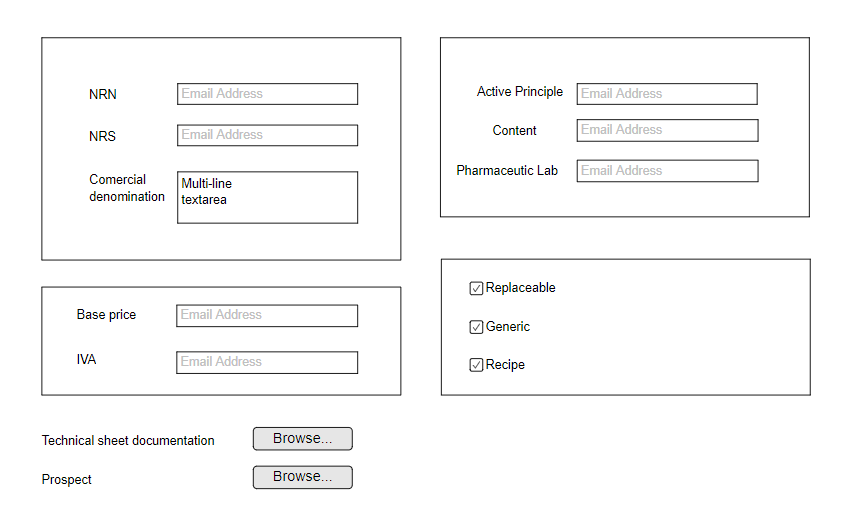 NRN Email Address
NRS Email Address
Comercial
denomination
Multi-line
textarea
Active Principle Email Address
Content Email Address
Pharmaceutic Lab Email Address
Base price Email Address
IVA Email Address
Replaceable
Generic
Recipe
Technical sheet documentation Browse...
Prospect Browse...